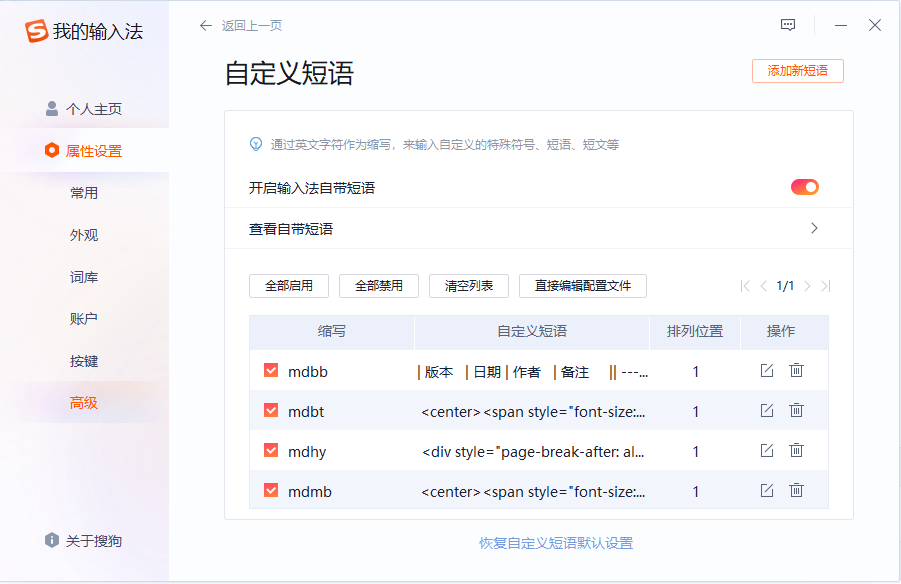 我的输入法
返回上一页
个人主页
属性设置
常用
外观
词库
账户
按键
高级
关于搜狗
自定义短语
添加新短语
通过英文字符作为缩写，来输入自定义的特殊符号、短语、短文等
开启输入法自带短语
查看自带短语
全部启用 全部禁用 清空列表 直接编辑配置文件 1/1
缩写 自定义短语 排列位置 操作
mdbb | 版本 | 日期 | 作者 | 备注 || ---... 1
mdbt <center><span style="font-size:... 1
mdhy <div style="page-break-after: al... 1
mdmb <center><span style="font-size:... 1
恢复自定义短语默认设置